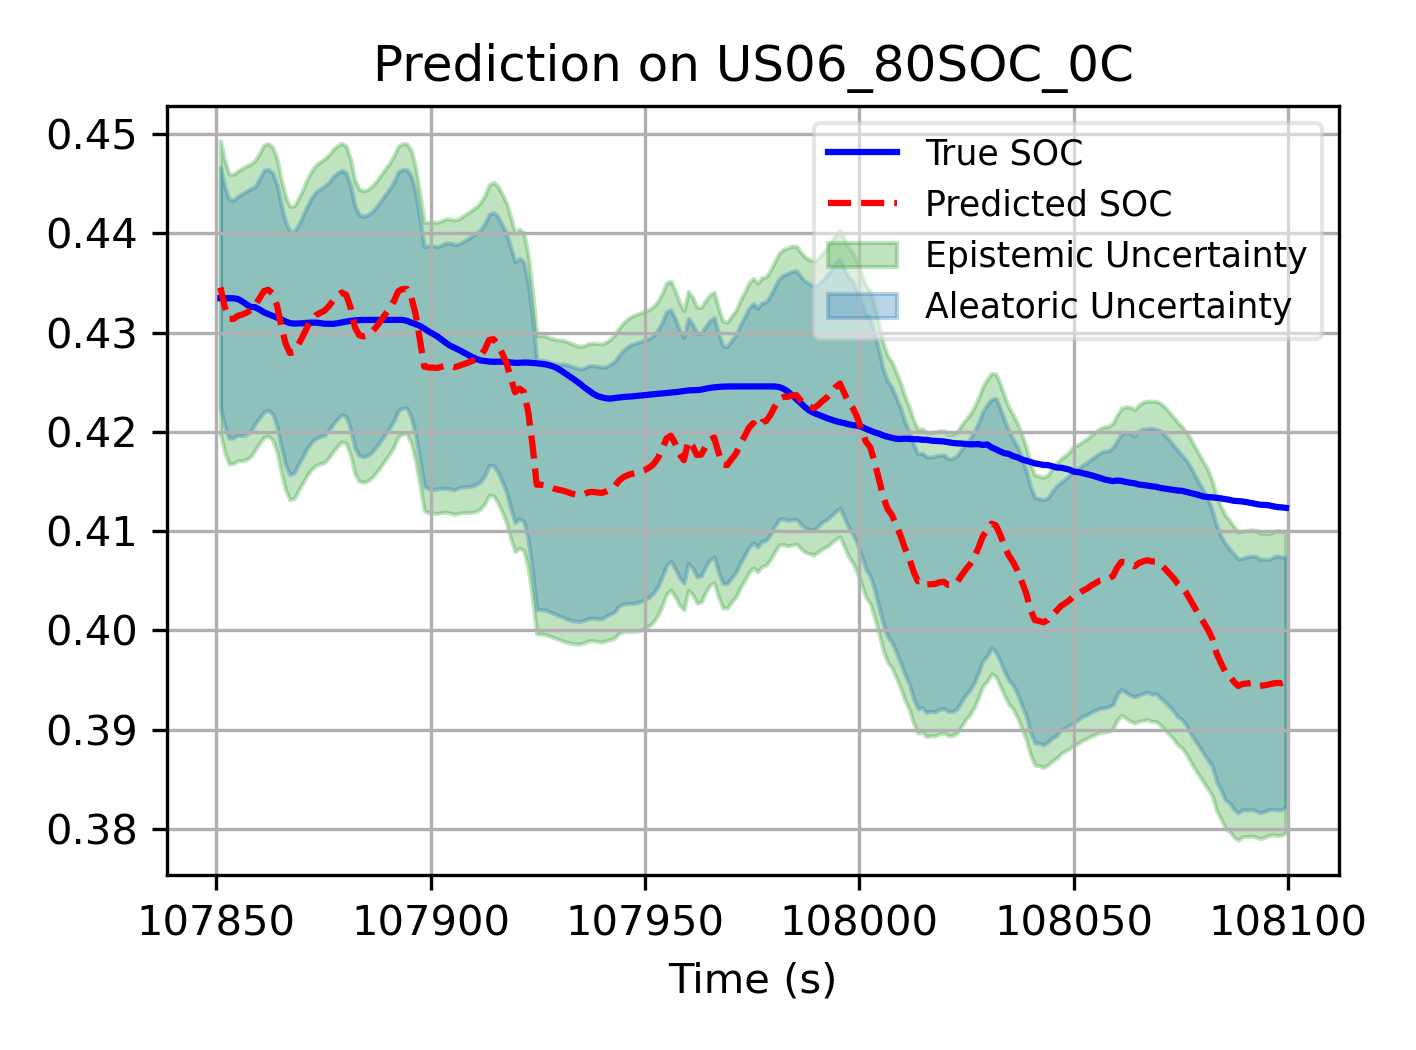 Prediction on US06_80SOC_0C
0.45
0.44
0.43
0.42
0.41
0.40
0.39
0.38
True SOC
Predicted SOC
Epistemic Uncertainty
Aleatoric Uncertainty
107850 107900 107950 108000 108050 108100
Time (s)